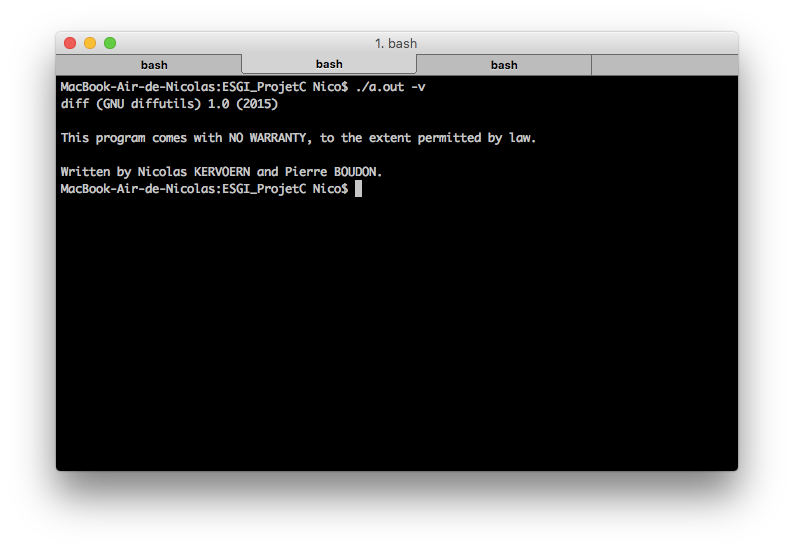 1. bash
bash bash bash
MacBook-Air-de-Nicolas:ESGI_ProjetC Nico$ ./a.out -v
diff (GNU diffutils) 1.0 (2015)
This program comes with NO WARRANTY, to the extent permitted by law.
Written by Nicolas KERVOERN and Pierre BOUDON.
MacBook-Air-de-Nicolas:ESGI_ProjetC Nico$